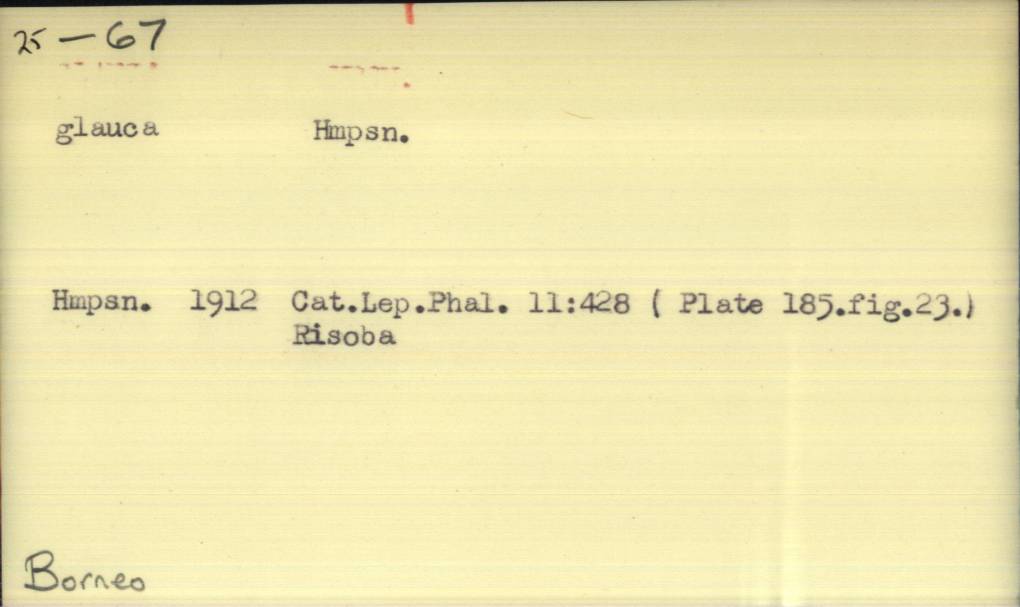 25 - 67
glauca Hmpsn.
Hmpsn. 1912 Cat.Lep.Phal. 11:428 ( Plate 185.fig.23.)
Risoba
Borneo